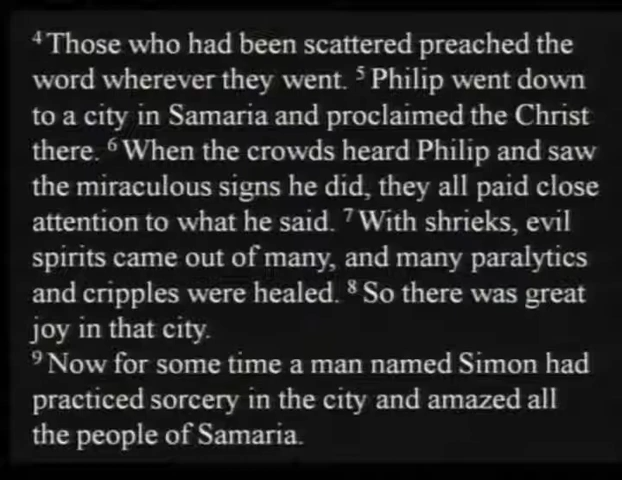 ⁴Those who had been scattered preached the
word wherever they went. ⁵Philip went down
to a city in Samaria and proclaimed the Christ
there. ⁶When the crowds heard Philip and saw
the miraculous signs he did, they all paid close
attention to what he said. ⁷With shrieks, evil
spirits came out of many, and many paralytics
and cripples were healed. ⁸So there was great
joy in that city.
⁹Now for some time a man named Simon had
practiced sorcery in the city and amazed all
the people of Samaria.